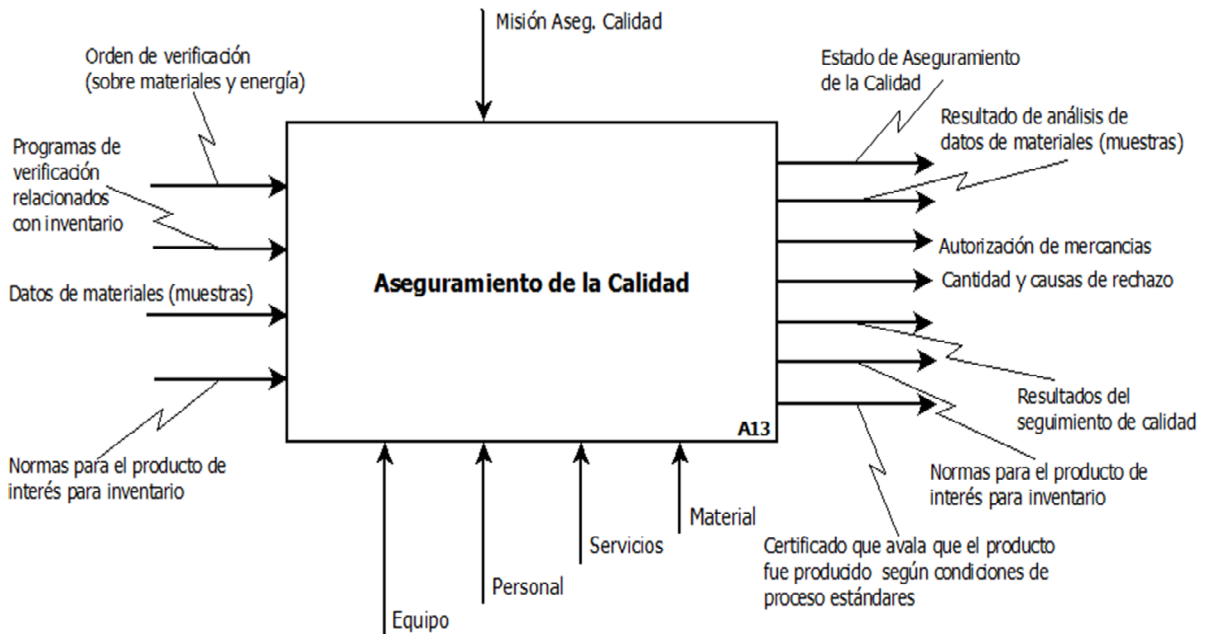 Misión Aseg. Calidad
Orden de verificación
(sobre materiales y energía)
Programas de
verificación
relacionados
con inventario
Datos de materiales (muestras)
Normas para el producto de
interés para inventario
Aseguramiento de la Calidad
A13
Estado de Aseguramiento
de la Calidad
Resultado de análisis de
datos de materiales (muestras)
Autorización de mercancias
Cantidad y causas de rechazo
Resultados del
seguimiento de calidad
Normas para el producto de
interés para inventario
Certificado que avala que el producto
fue producido según condiciones de
proceso estándares
Material
Servicios
Personal
Equipo